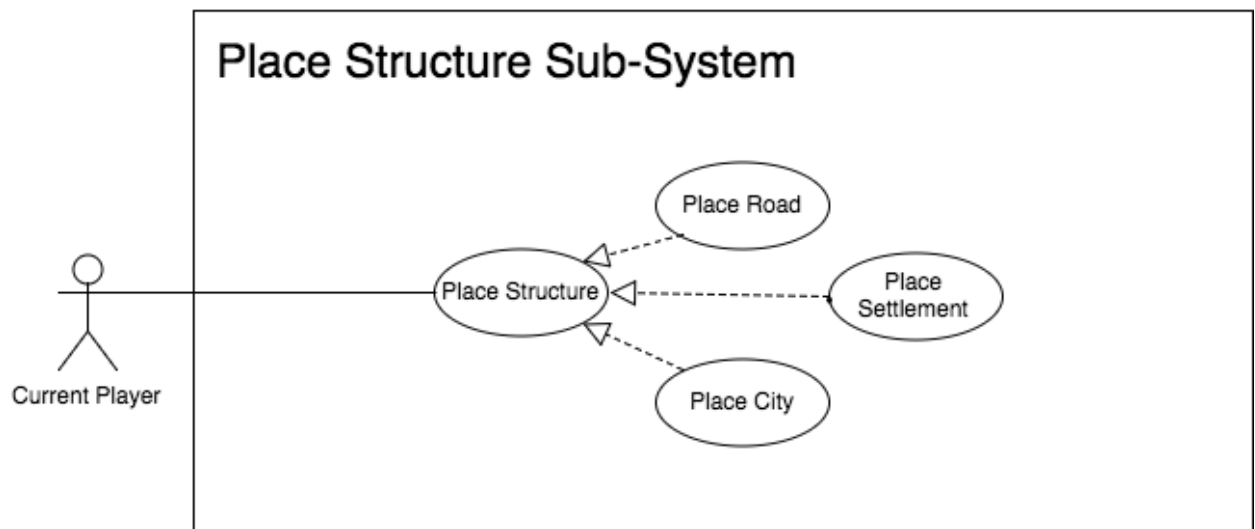 Place Structure Sub-System
Place Road
Place Structure
Place
Settlement
Place City
Current Player